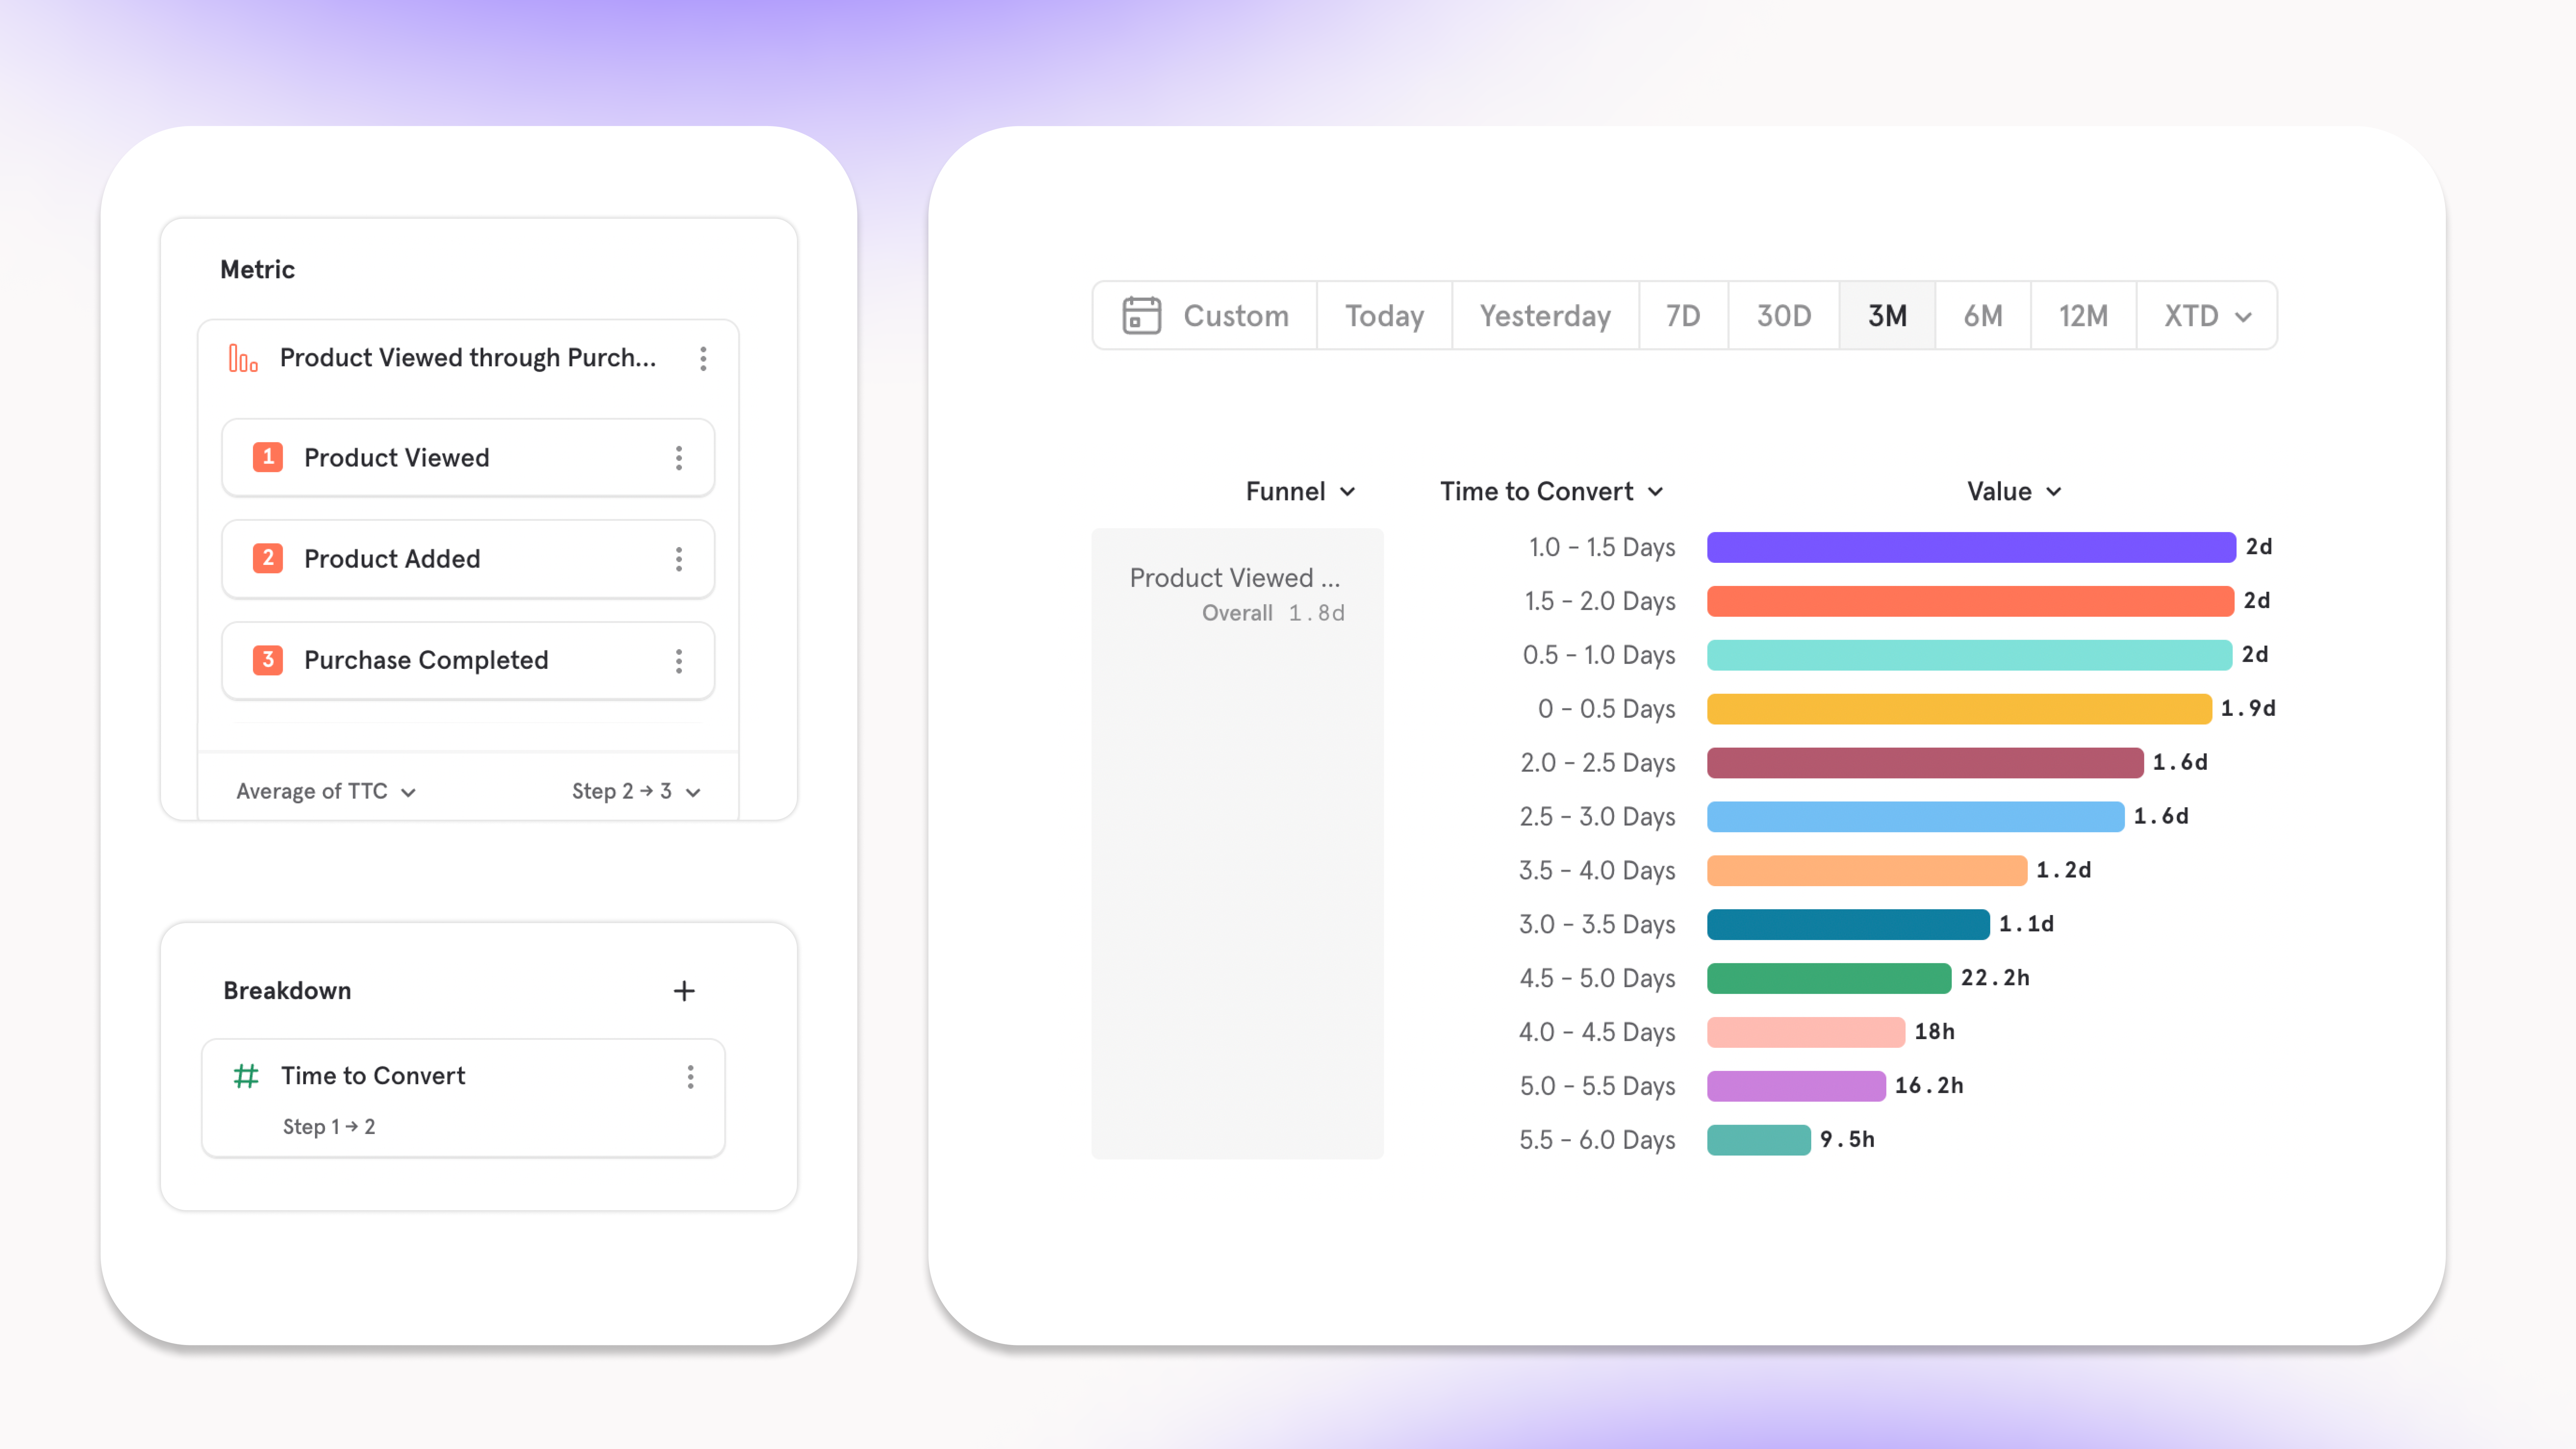 Metric
Product Viewed through Purch...
1 Product Viewed
2 Product Added
3 Purchase Completed
Average of TTC Step 2 → 3
Breakdown +
# Time to Convert
Step 1 → 2
Custom Today Yesterday 7D 30D 3M 6M 12M XTD
Funnel Time to Convert Value
Product Viewed ...
Overall 1.8d
1.0 – 1.5 Days 2d
1.5 – 2.0 Days 2d
0.5 – 1.0 Days 2d
0 – 0.5 Days 1.9d
2.0 – 2.5 Days 1.6d
2.5 – 3.0 Days 1.6d
3.5 – 4.0 Days 1.2d
3.0 – 3.5 Days 1.1d
4.5 – 5.0 Days 22.2h
4.0 – 4.5 Days 18h
5.0 – 5.5 Days 16.2h
5.5 – 6.0 Days 9.5h